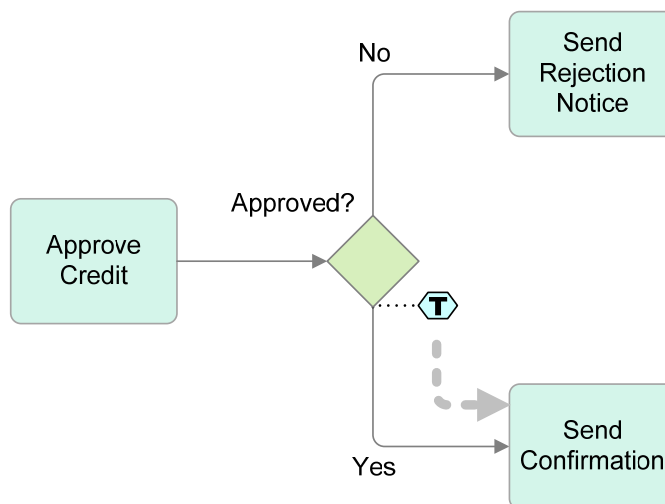 No
Send
Rejection
Notice
Approved?
Approve
Credit
T
Yes
Send
Confirmation